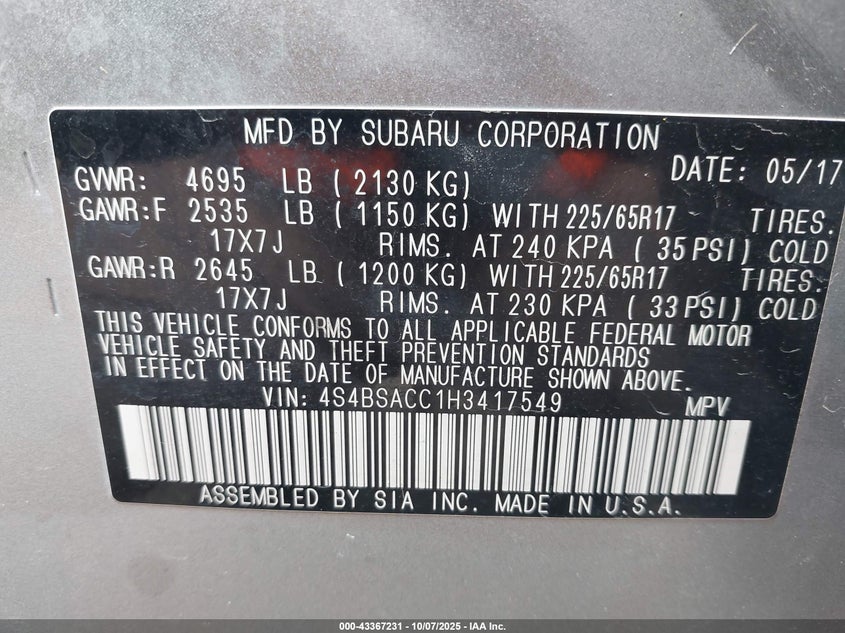 MFD BY SUBARU CORPORATION
DATE: 05/17
GVWR: 4695 LB ( 2130 KG)
GAWR:F 2535 LB ( 1150 KG) WITH 225/65R17 TIRES.
17X7J RIMS. AT 240 KPA ( 35 PSI) COLD
GAWR:R 2645 LB ( 1200 KG) WITH 225/65R17 TIRES.
17X7J RIMS. AT 230 KPA ( 33 PSI) COLD
THIS VEHICLE CONFORMS TO ALL APPLICABLE FEDERAL MOTOR
VEHICLE SAFETY AND THEFT PREVENTION STANDARDS
IN EFFECT ON THE DATE OF MANUFACTURE SHOWN ABOVE.
VIN: 4S4BSACC1H3417549 MPV
ASSEMBLED BY SIA INC. MADE IN U.S.A.
000-43367231 - 10/07/2025 - IAA Inc.